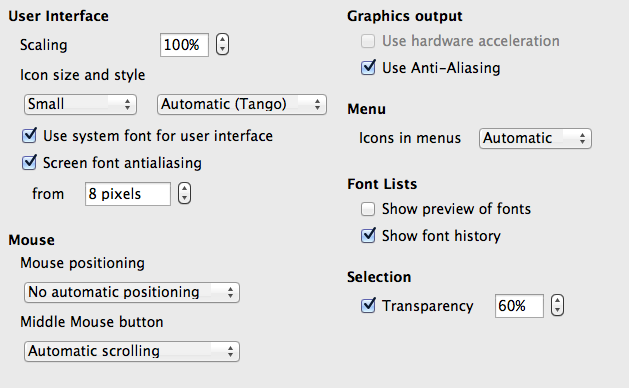 User Interface
Scaling 100%
Icon size and style
Small Automatic (Tango)
Use system font for user interface
Screen font antialiasing
from 8 pixels
Mouse
Mouse positioning
No automatic positioning
Middle Mouse button
Automatic scrolling
Graphics output
Use hardware acceleration
Use Anti-Aliasing
Menu
Icons in menus Automatic
Font Lists
Show preview of fonts
Show font history
Selection
Transparency 60%